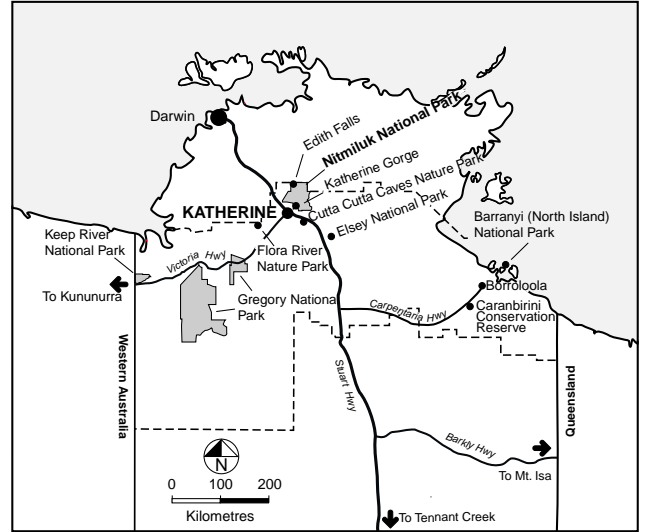 Darwin
Edith Falls
Nitmiluk National Park
Katherine Gorge
Cutta Cutta Caves Nature Park
KATHERINE
Elsey National Park
Barranyi (North Island)
National Park
Keep River
National Park
Victoria Hwy
Flora River
Nature Park
To Kununurra
Gregory National
Park
Borroloola
Carpentaria Hwy
Caranbirini
Conservation
Reserve
Western Australia
Stuart Hwy
Queensland
Barkly Hwy
To Mt. Isa
N
0 100 200
Kilometres
To Tennant Creek